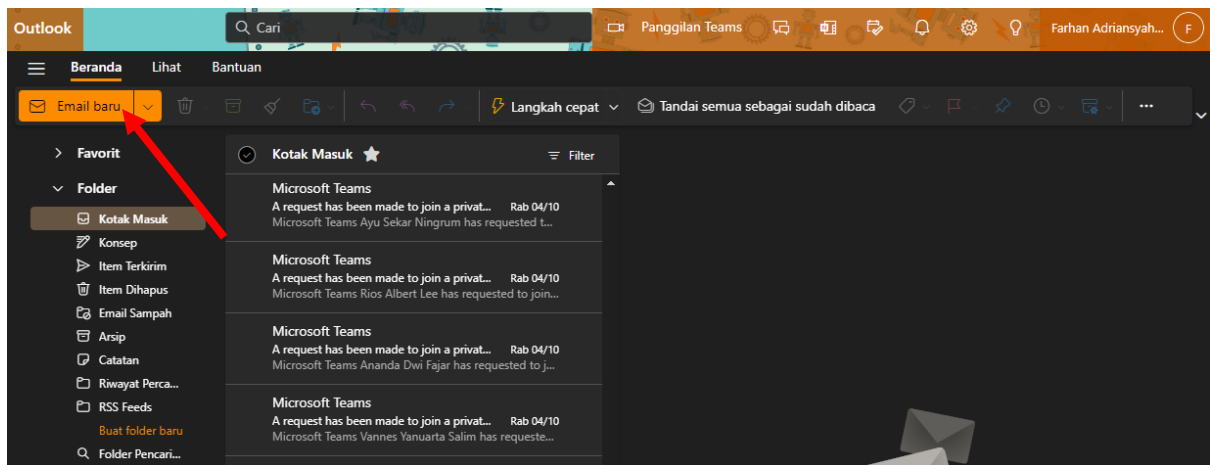 Outlook
Cari
Panggilan Teams
Farhan Adriansyah...
F
Beranda Lihat Bantuan
Email baru
Langkah cepat
Tandai semua sebagai sudah dibaca
...
Favorit
Folder
Kotak Masuk
Konsep
Item Terkirim
Item Dihapus
Email Sampah
Arsip
Catatan
Riwayat Perca...
RSS Feeds
Buat folder baru
Folder Pencari...
Kotak Masuk
Filter
Microsoft Teams
A request has been made to join a privat... Rab 04/10
Microsoft Teams Ayu Sekar Ningrum has requested t...
Microsoft Teams
A request has been made to join a privat... Rab 04/10
Microsoft Teams Rios Albert Lee has requested to join...
Microsoft Teams
A request has been made to join a privat... Rab 04/10
Microsoft Teams Ananda Dwi Fajar has requested to j...
Microsoft Teams
A request has been made to join a privat... Rab 04/10
Microsoft Teams Vannes Yanuarta Salim has requeste...